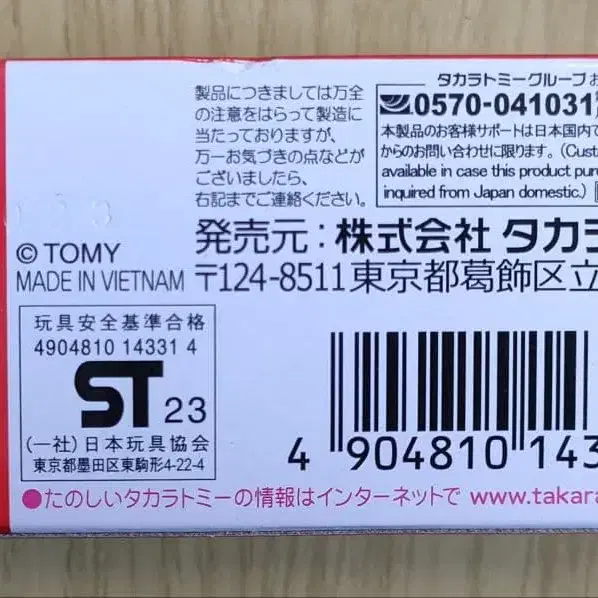 製品につきましては万全
の注意をはらって製造に
当たっておりますが、
万一お気づきの点などが
ございましたら、
右記までご連絡ください。
タカラトミーグループお
0570-041031
本製品のお客様サポートは日本国内で
からのお問い合わせに限ります。(Cust
available in case this product pur
inquired from Japan domestic.)
© TOMY
MADE IN VIETNAM
発売元:株式会社 タカラ
〒124-8511東京都葛飾区立
玩具安全基準合格
4904810 14331 4
ST 23
(一社)日本玩具協会
東京都墨田区東駒形4-22-4
4 904810 143
●たのしいタカラトミーの情報はインターネットで www.takara